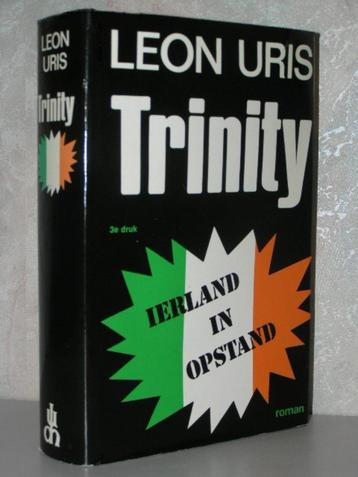 LEON
URIS
Trinity
LEON URIS
Trinity
3e druk
IERLAND
IN
OPSTAND
roman